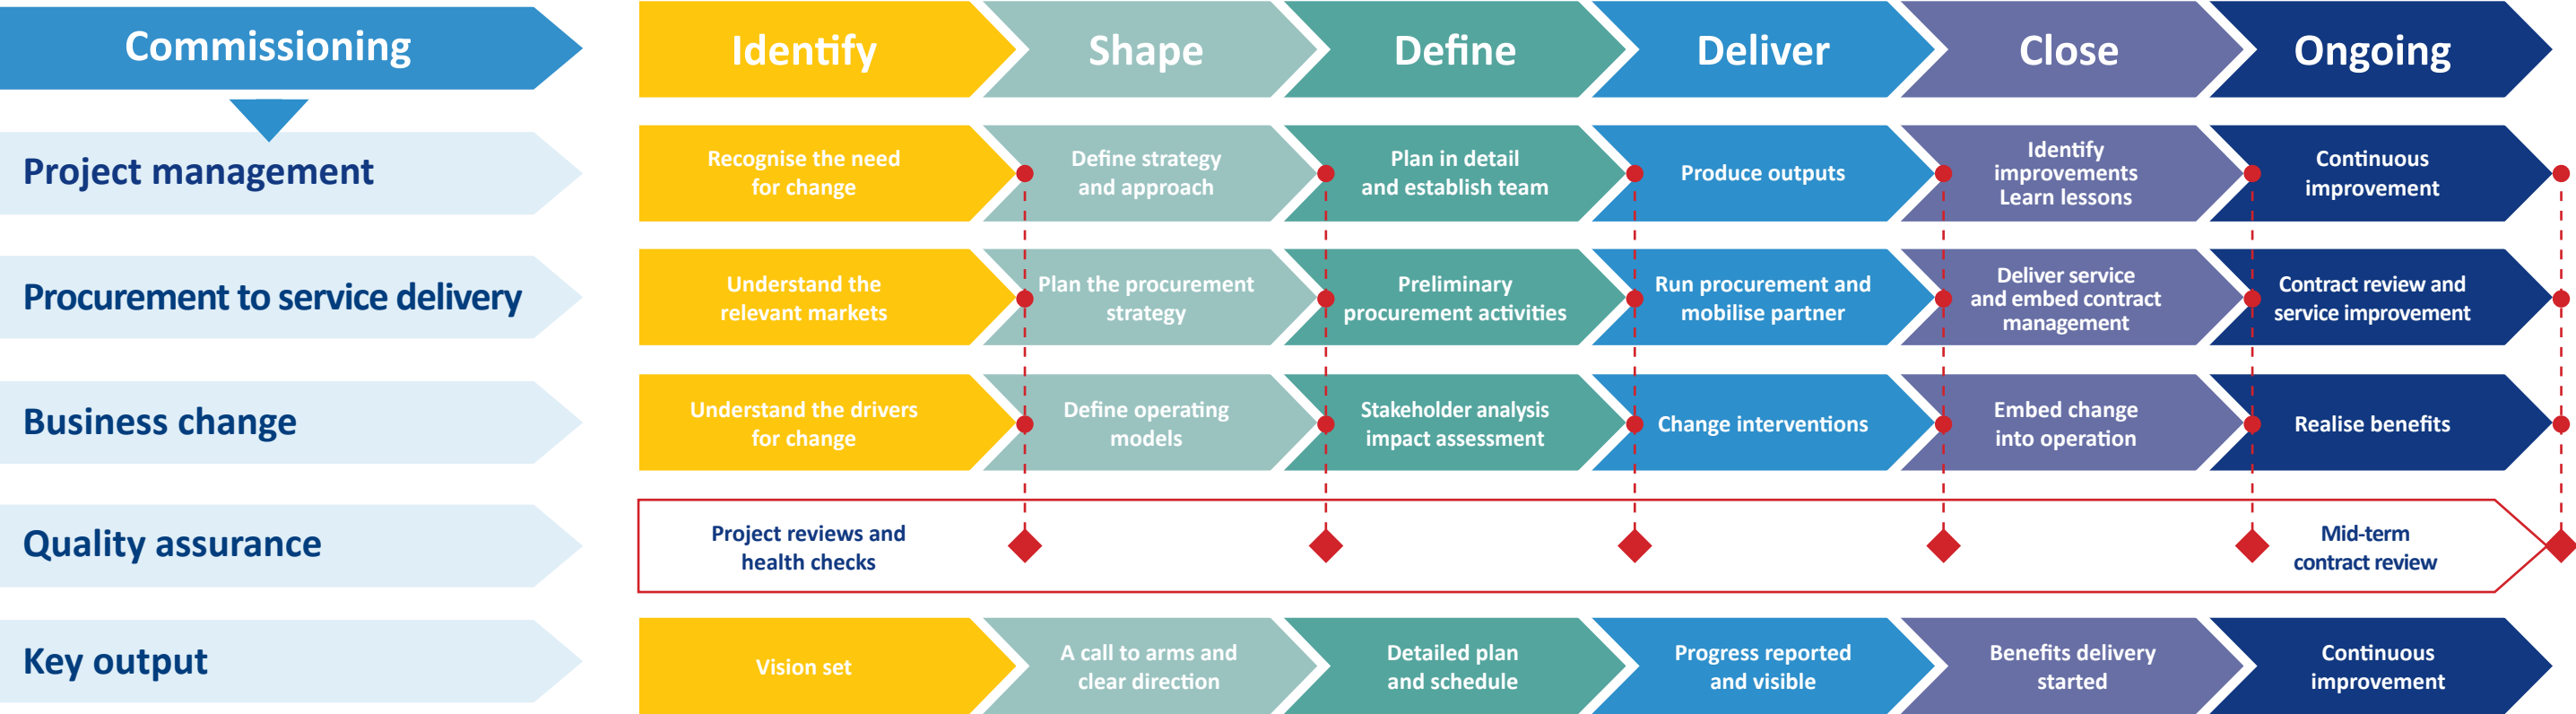 Commissioning
Identify
Shape
Define
Deliver
Close
Ongoing
Project management
Recognise the need
for change
Define strategy
and approach
Plan in detail
and establish team
Produce outputs
Identify
improvements
Learn lessons
Continuous
improvement
Procurement to service delivery
Understand the
relevant markets
Plan the procurement
strategy
Preliminary
procurement activities
Run procurement and
mobilise partner
Deliver service
and embed contract
management
Contract review and
service improvement
Business change
Understand the drivers
for change
Define operating
models
Stakeholder analysis
impact assessment
Change interventions
Embed change
into operation
Realise benefits
Quality assurance
Project reviews and
health checks
Mid-term
contract review
Key output
Vision set
A call to arms and
clear direction
Detailed plan
and schedule
Progress reported
and visible
Benefits delivery
started
Continuous
improvement